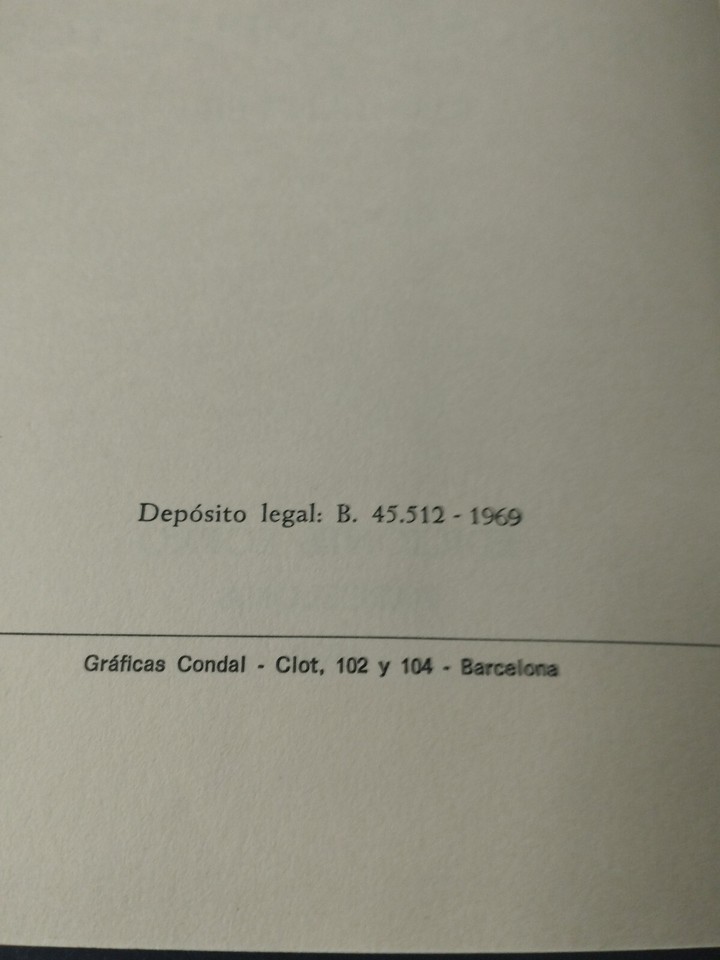 Depósito legal: B. 45.512 - 1969
Gráficas Condal - Clot, 102 y 104 - Barcelona